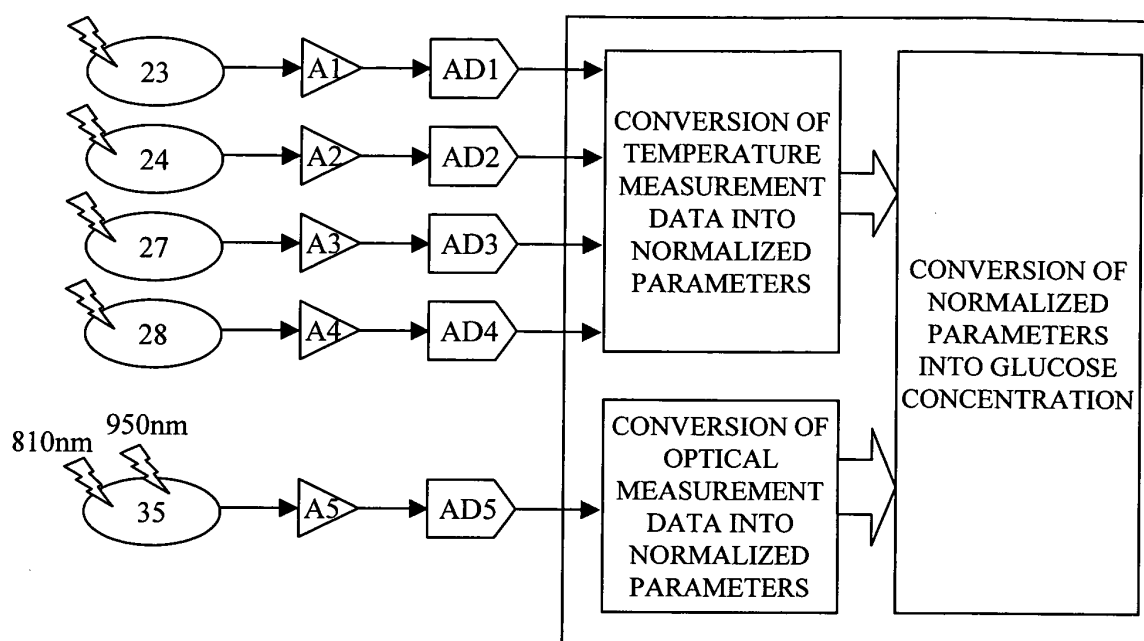 23
A1
AD1
24
A2
AD2
27
A3
AD3
28
A4
AD4
CONVERSION OF
TEMPERATURE
MEASUREMENT
DATA INTO
NORMALIZED
PARAMETERS
CONVERSION OF
NORMALIZED
PARAMETERS
INTO GLUCOSE
CONCENTRATION
810nm
950nm
35
A5
AD5
CONVERSION OF
OPTICAL
MEASUREMENT
DATA INTO
NORMALIZED
PARAMETERS